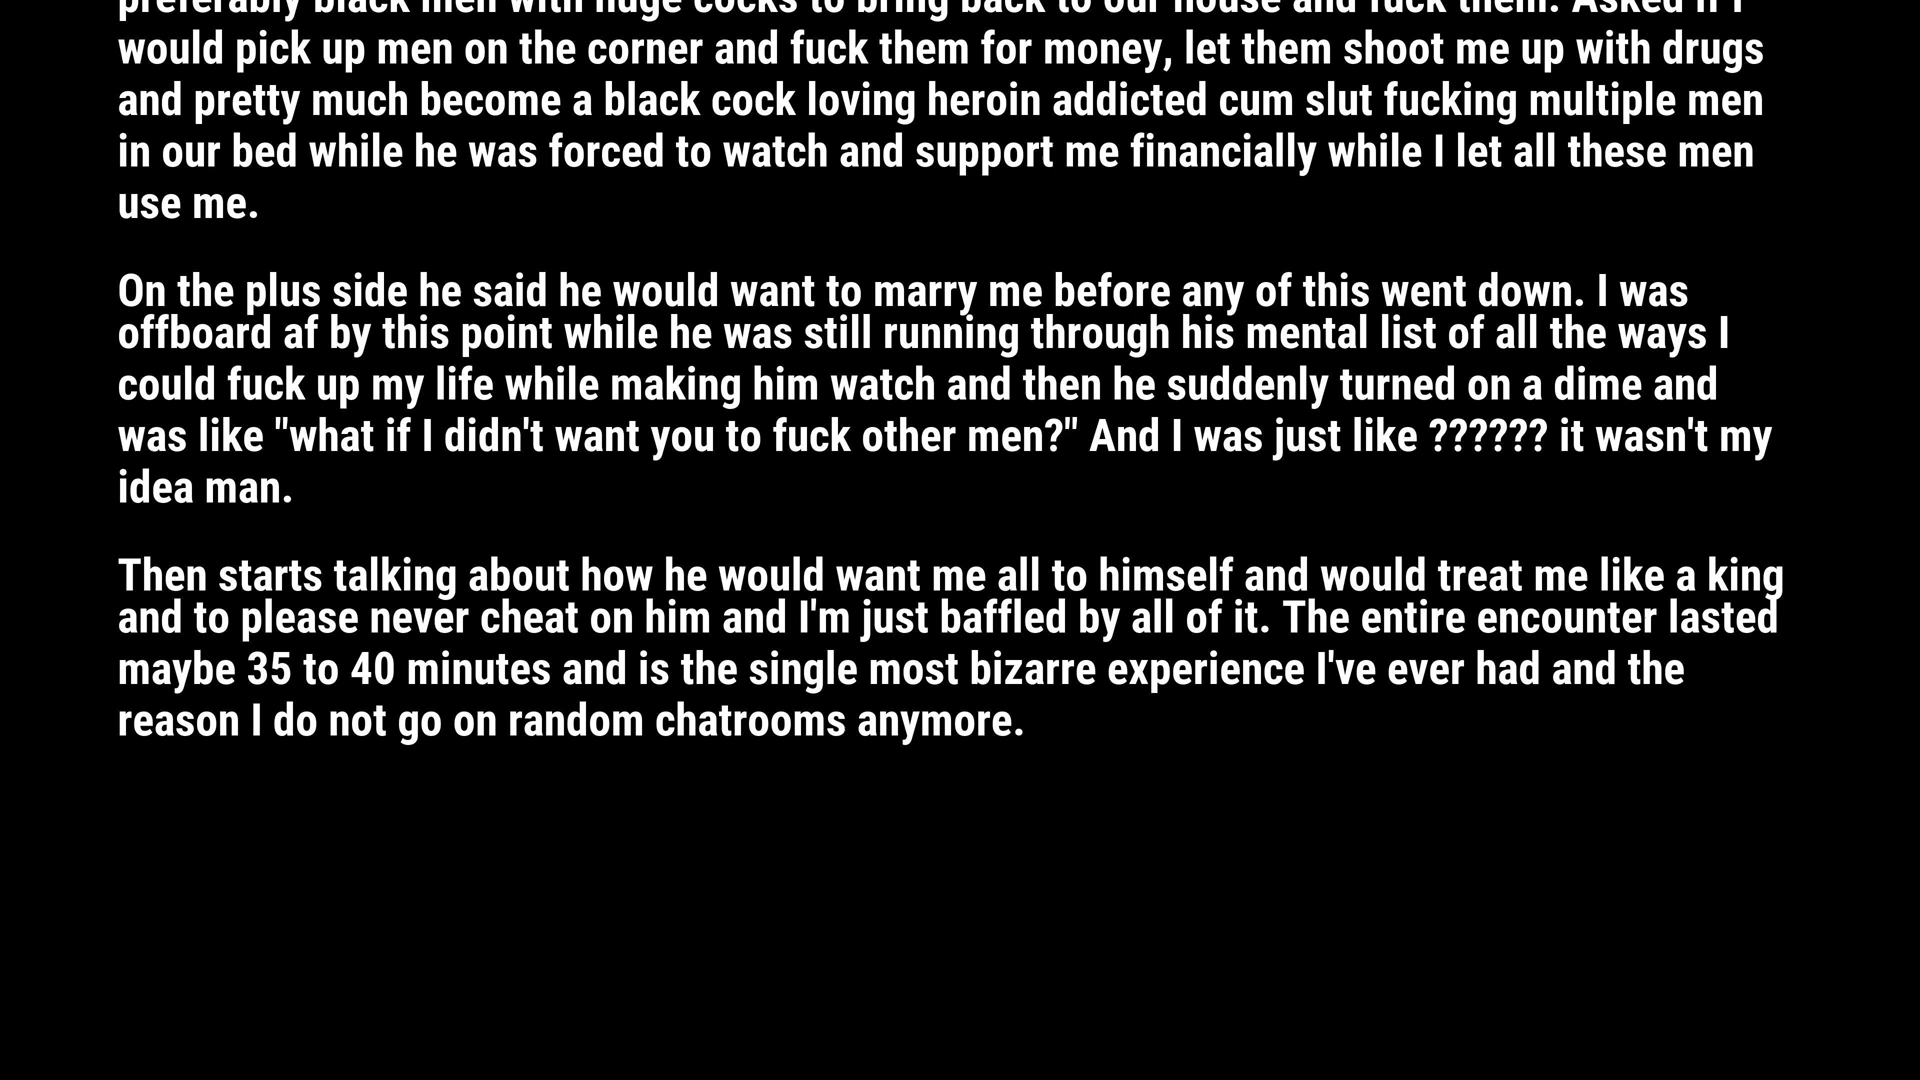 preferably black men with huge cocks to bring back to our house and fuck them. Asked if I
would pick up men on the corner and fuck them for money, let them shoot me up with drugs
and pretty much become a black cock loving heroin addicted cum slut fucking multiple men
in our bed while he was forced to watch and support me financially while I let all these men
use me.
On the plus side he said he would want to marry me before any of this went down. I was
offboard af by this point while he was still running through his mental list of all the ways I
could fuck up my life while making him watch and then he suddenly turned on a dime and
was like "what if I didn't want you to fuck other men?" And I was just like ?????? it wasn't my
idea man.
Then starts talking about how he would want me all to himself and would treat me like a king
and to please never cheat on him and I'm just baffled by all of it. The entire encounter lasted
maybe 35 to 40 minutes and is the single most bizarre experience I've ever had and the
reason I do not go on random chatrooms anymore.